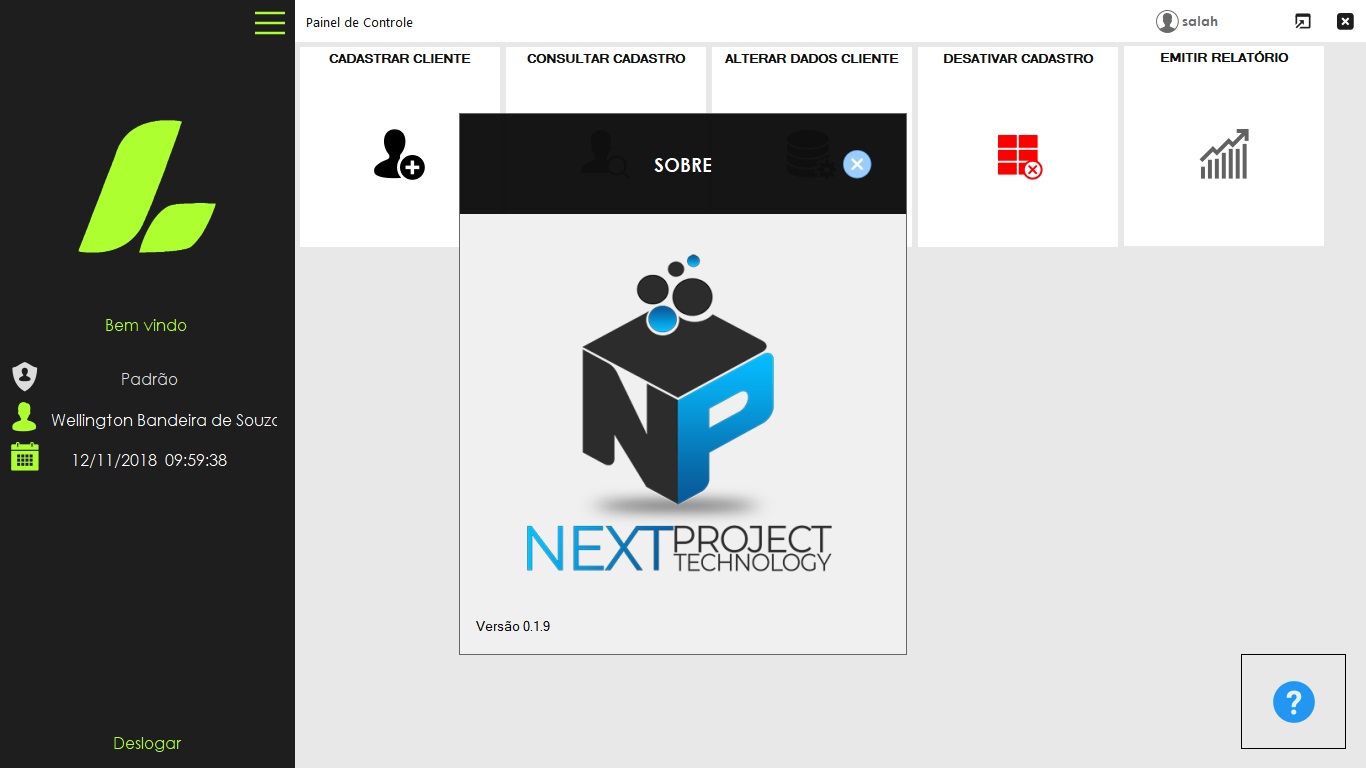 Painel de Controle
salah
CADASTRAR CLIENTE
CONSULTAR CADASTRO
ALTERAR DADOS CLIENTE
DESATIVAR CADASTRO
EMITIR RELATÓRIO
Bem vindo
Padrão
Wellington Bandeira de Souza
12/11/2018 09:59:38
Deslogar
SOBRE
NP
NEXT PROJECT
TECHNOLOGY
Versão 0.1.9
?